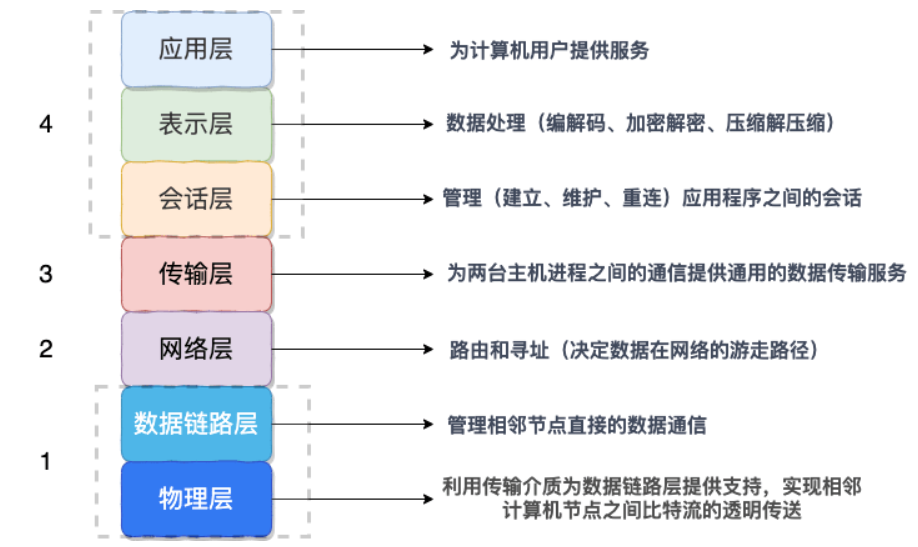 应用层
为计算机用户提供服务
4
表示层
数据处理（编解码、加密解密、压缩解压缩）
会话层
管理（建立、维护、重连）应用程序之间的会话
3
传输层
为两台主机进程之间的通信提供通用的数据传输服务
2
网络层
路由和寻址（决定数据在网络的游走路径）
数据链路层
管理相邻节点直接的数据通信
1
物理层
利用传输介质为数据链路层提供支持，实现相邻
计算机节点之间比特流的透明传送